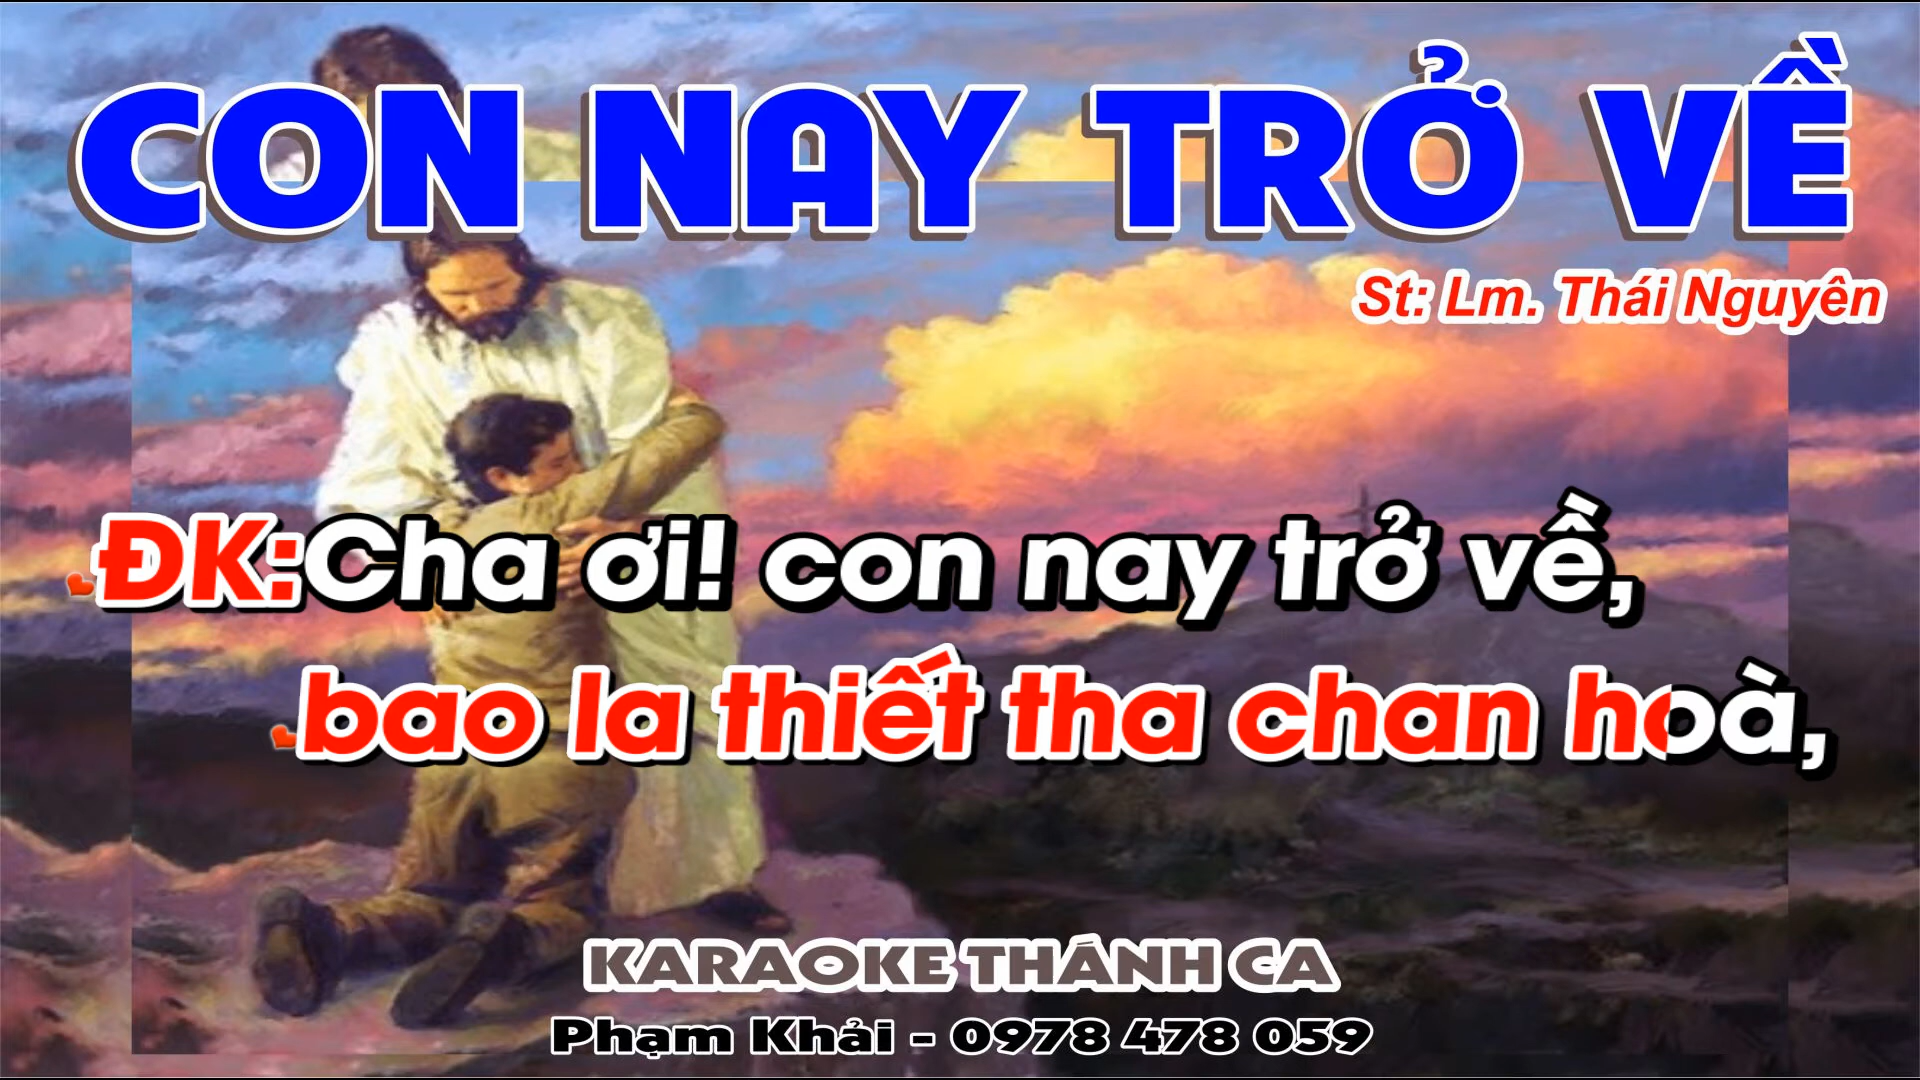 CON NAY TRỞ VỀ
St: Lm. Thái Nguyên
ĐK:Cha ơi! con nay trở về,
bao la thiết tha chan hoà,
KARAOKE THÁNH CA
Phạm Khải - 0978 478 059